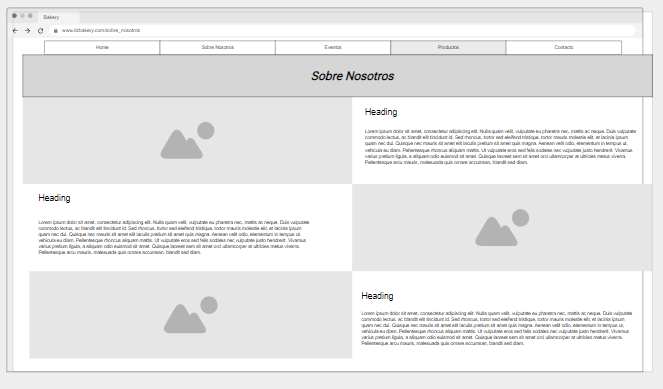 Bakery
www.bzbakery.com/sobre_nosotros
Home Sobre Nosotros Eventos Productos Contacto
Sobre Nosotros
Heading
Lorem ipsum dolor sit amet, consectetur adipiscing elit. Nulla quam velit, vulputate eu pharetra nec, mattis ac neque. Duis vulputate
commodo lectus, ac blandit elit tincidunt id. Sed rhoncus, tortor sed eleifend tristique, tortor mauris molestie elit, et lacinia ipsum
quam nec dui. Quisque nec mauris sit amet elit iaculis pretium sit amet quis magna. Aenean velit odio, elementum in tempus ut,
vehicula eu diam. Pellentesque rhoncus aliquam mattis. Ut vulputate eros sed felis sodales nec vulputate justo hendrerit. Vivamus
varius pretium ligula, a aliquam odio euismod sit amet. Quisque laoreet sem sit amet orci ullamcorper at ultricies metus viverra.
Pellentesque arcu mauris, malesuada quis ornare accumsan, blandit sed diam.
Heading
Lorem ipsum dolor sit amet, consectetur adipiscing elit. Nulla quam velit, vulputate eu pharetra nec, mattis ac neque. Duis vulputate
commodo lectus, ac blandit elit tincidunt id. Sed rhoncus, tortor sed eleifend tristique, tortor mauris molestie elit, et lacinia ipsum
quam nec dui. Quisque nec mauris sit amet elit iaculis pretium sit amet quis magna. Aenean velit odio, elementum in tempus ut,
vehicula eu diam. Pellentesque rhoncus aliquam mattis. Ut vulputate eros sed felis sodales nec vulputate justo hendrerit. Vivamus
varius pretium ligula, a aliquam odio euismod sit amet. Quisque laoreet sem sit amet orci ullamcorper at ultricies metus viverra.
Pellentesque arcu mauris, malesuada quis ornare accumsan, blandit sed diam.
Heading
Lorem ipsum dolor sit amet, consectetur adipiscing elit. Nulla quam velit, vulputate eu pharetra nec, mattis ac neque. Duis vulputate
commodo lectus, ac blandit elit tincidunt id. Sed rhoncus, tortor sed eleifend tristique, tortor mauris molestie elit, et lacinia ipsum
quam nec dui. Quisque nec mauris sit amet elit iaculis pretium sit amet quis magna. Aenean velit odio, elementum in tempus ut,
vehicula eu diam. Pellentesque rhoncus aliquam mattis. Ut vulputate eros sed felis sodales nec vulputate justo hendrerit. Vivamus
varius pretium ligula, a aliquam odio euismod sit amet. Quisque laoreet sem sit amet orci ullamcorper at ultricies metus viverra.
Pellentesque arcu mauris, malesuada quis ornare accumsan, blandit sed diam.